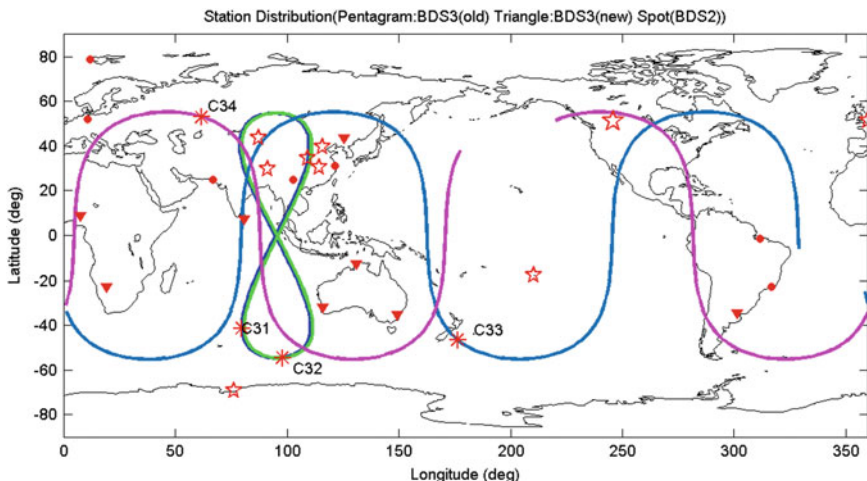 Station Distribution(Pentagram:BDS3(old) Triangle:BDS3(new) Spot(BDS2))
80
60
40
20
0
-20
-40
-60
-80
Latitude (deg)
C34
C31
C32
C33
0 50 100 150 200 250 300 350
Longitude (deg)